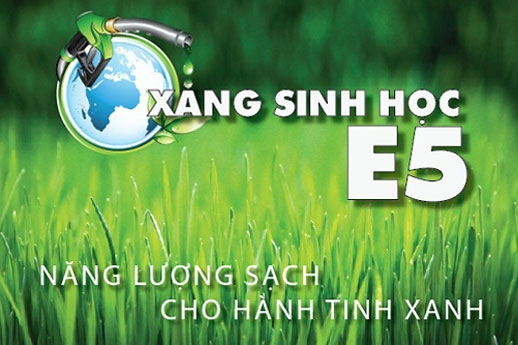 XĂNG SINH HỌC
E5
NĂNG LƯỢNG SẠCH
CHO HÀNH TINH XANH